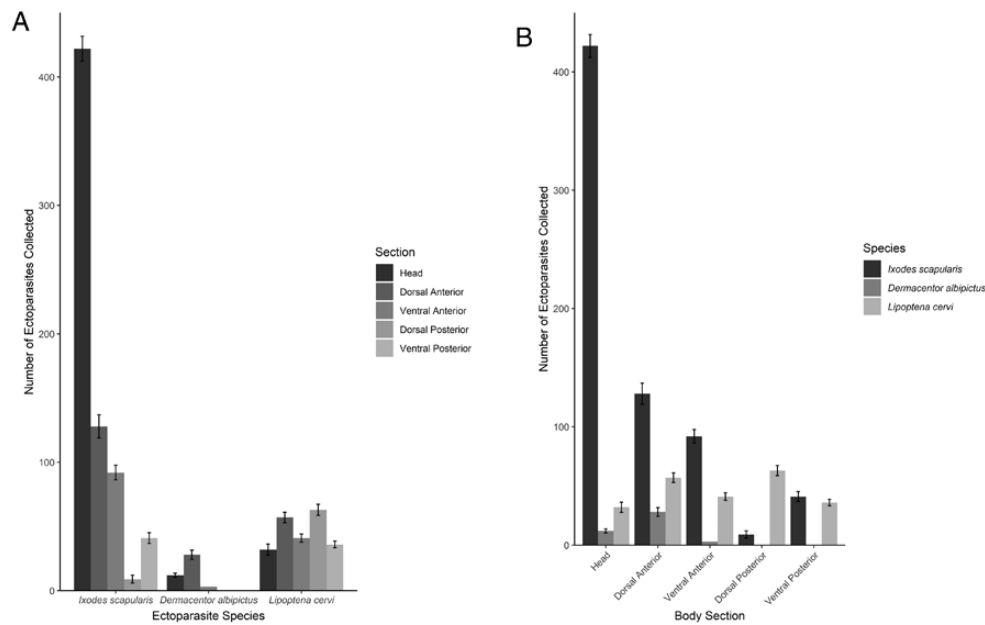 A
Number of Ectoparasites Collected
400
300
200
100
0
Ixodes scapularis
Dermacentor albipictus
Lipoptena cervi
Ectoparasite Species
Section
Head
Dorsal Anterior
Ventral Anterior
Dorsal Posterior
Ventral Posterior
B
Number of Ectoparasites Collected
400
300
200
100
0
Head
Dorsal Anterior
Ventral Anterior
Dorsal Posterior
Ventral Posterior
Body Section
Species
Ixodes scapularis
Dermacentor albipictus
Lipoptena cervi